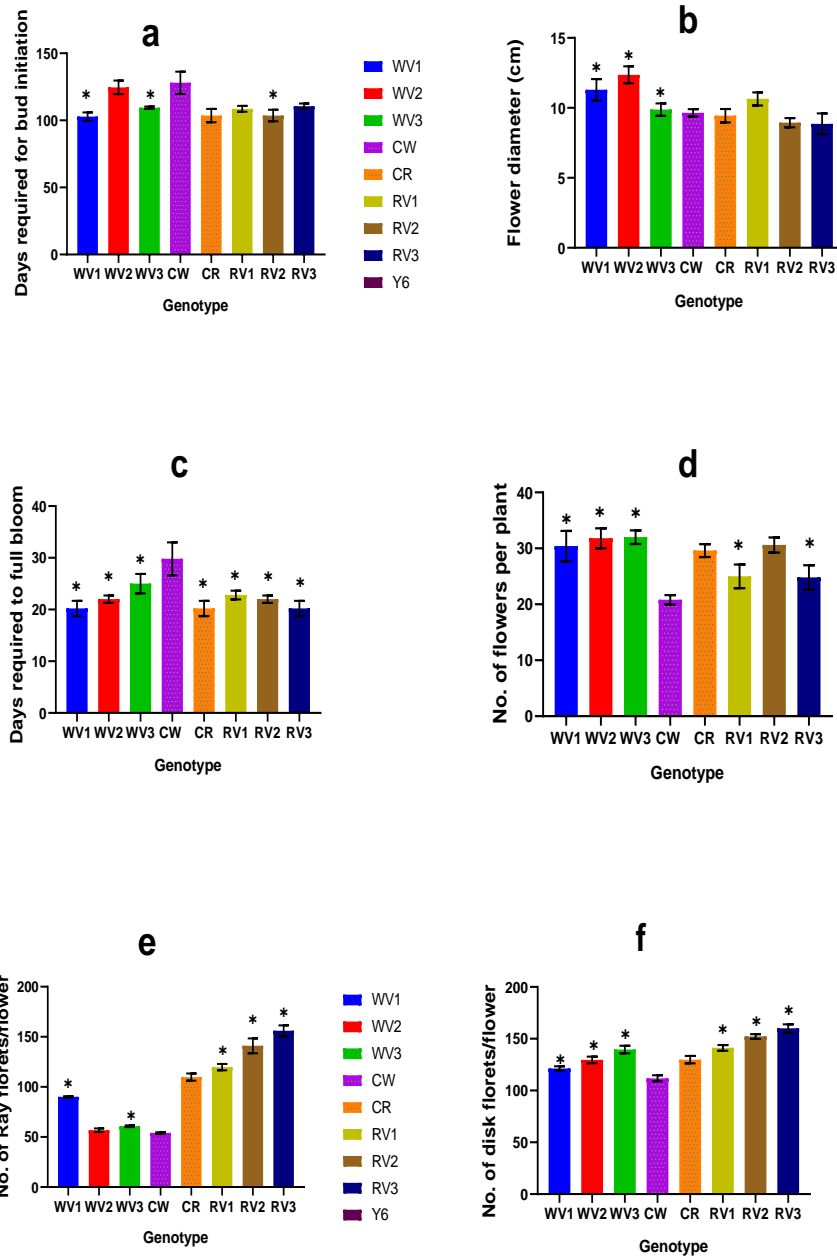 a
Days required for bud initiation
150
100
50
0
*
*
*
WV1 WV2 WV3 CW CR RV1 RV2 RV3
Genotype
WV1
WV2
WV3
CW
CR
RV1
RV2
RV3
Y6
b
Flower diameter (cm)
15
10
5
0
*
*
*
WV1 WV2 WV3 CW CR RV1 RV2 RV3
Genotype
c
Days required to full bloom
40
30
20
10
0
*
*
*
*
*
*
*
WV1 WV2 WV3 CW CR RV1 RV2 RV3
Genotype
d
No. of flowers per plant
40
30
20
10
0
*
*
*
*
*
WV1 WV2 WV3 CW CR RV1 RV2 RV3
Genotype
e
No. of Ray florets/flower
200
150
100
50
0
*
*
*
*
*
WV1 WV2 WV3 CW CR RV1 RV2 RV3
Genotype
WV1
WV2
WV3
CW
CR
RV1
RV2
RV3
Y6
f
No. of disk florets/flower
200
150
100
50
0
*
*
*
*
*
*
WV1 WV2 WV3 CW CR RV1 RV2 RV3
Genotype